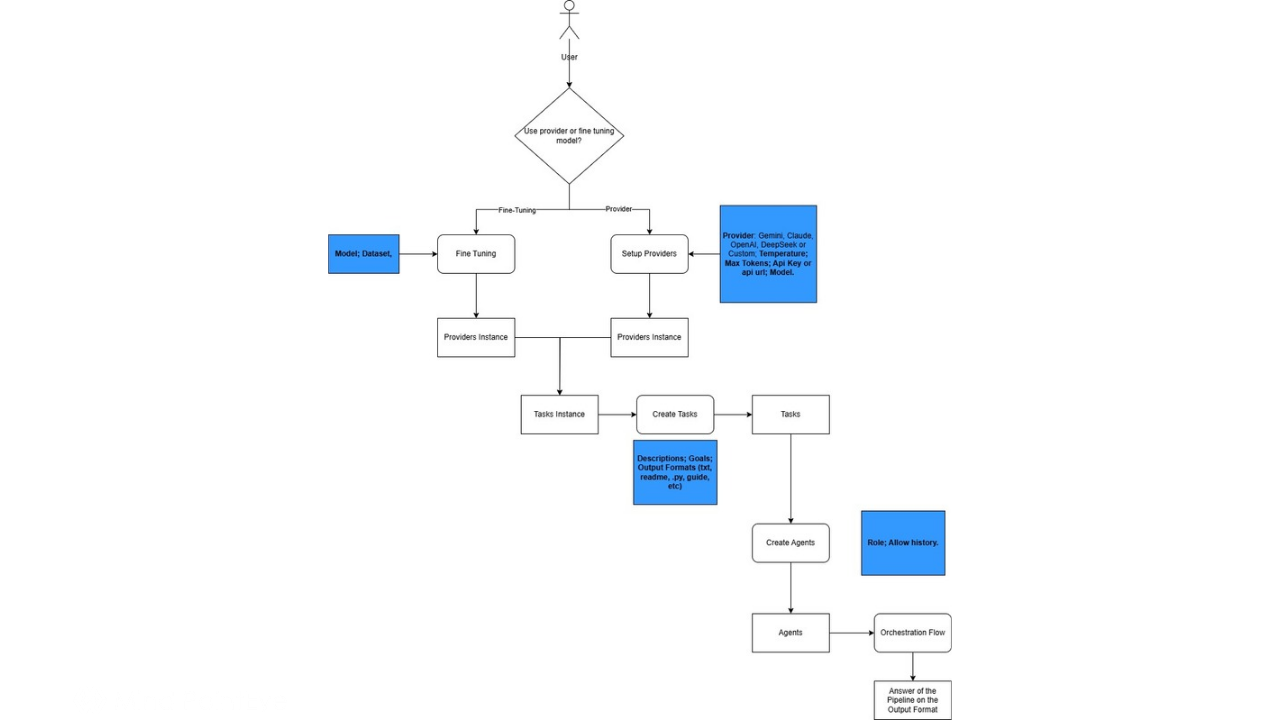 User
Use provider or fine tuning
model?
Fine-Tuning
Provider
Model; Dataset,
Fine Tuning
Setup Providers
Provider: Gemini, Claude,
OpenAI, DeepSeek or
Custom; Temperature;
Max Tokens; Api Key or
api url; Model.
Providers Instance
Providers Instance
Tasks Instance
Create Tasks
Tasks
Descriptions; Goals;
Output Formats (txt,
readme, .py, guide,
etc)
Create Agents
Role; Allow history.
Agents
Orchestration Flow
Answer of the
Pipeline on the
Output Format